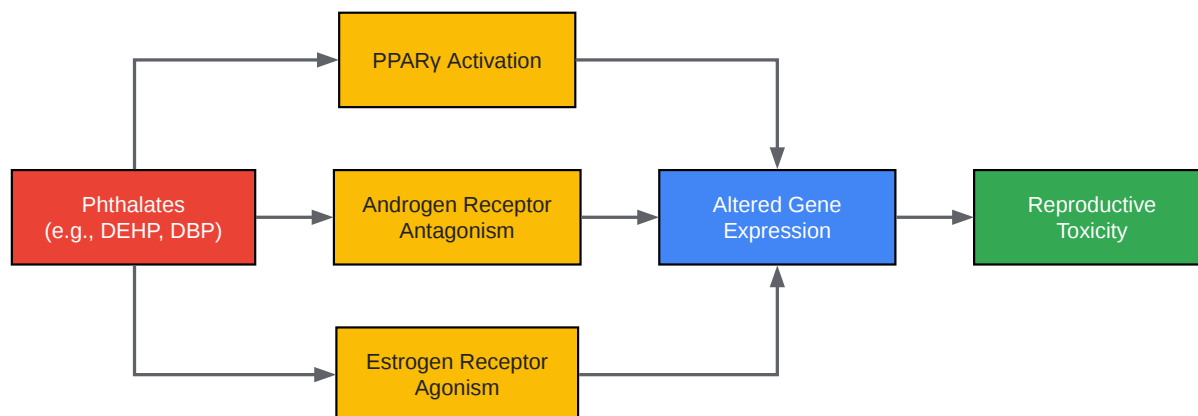 PPARγ Activation
Phthalates
(e.g., DEHP, DBP)
Androgen Receptor
Antagonism
Altered Gene
Expression
Reproductive
Toxicity
Estrogen Receptor
Agonism